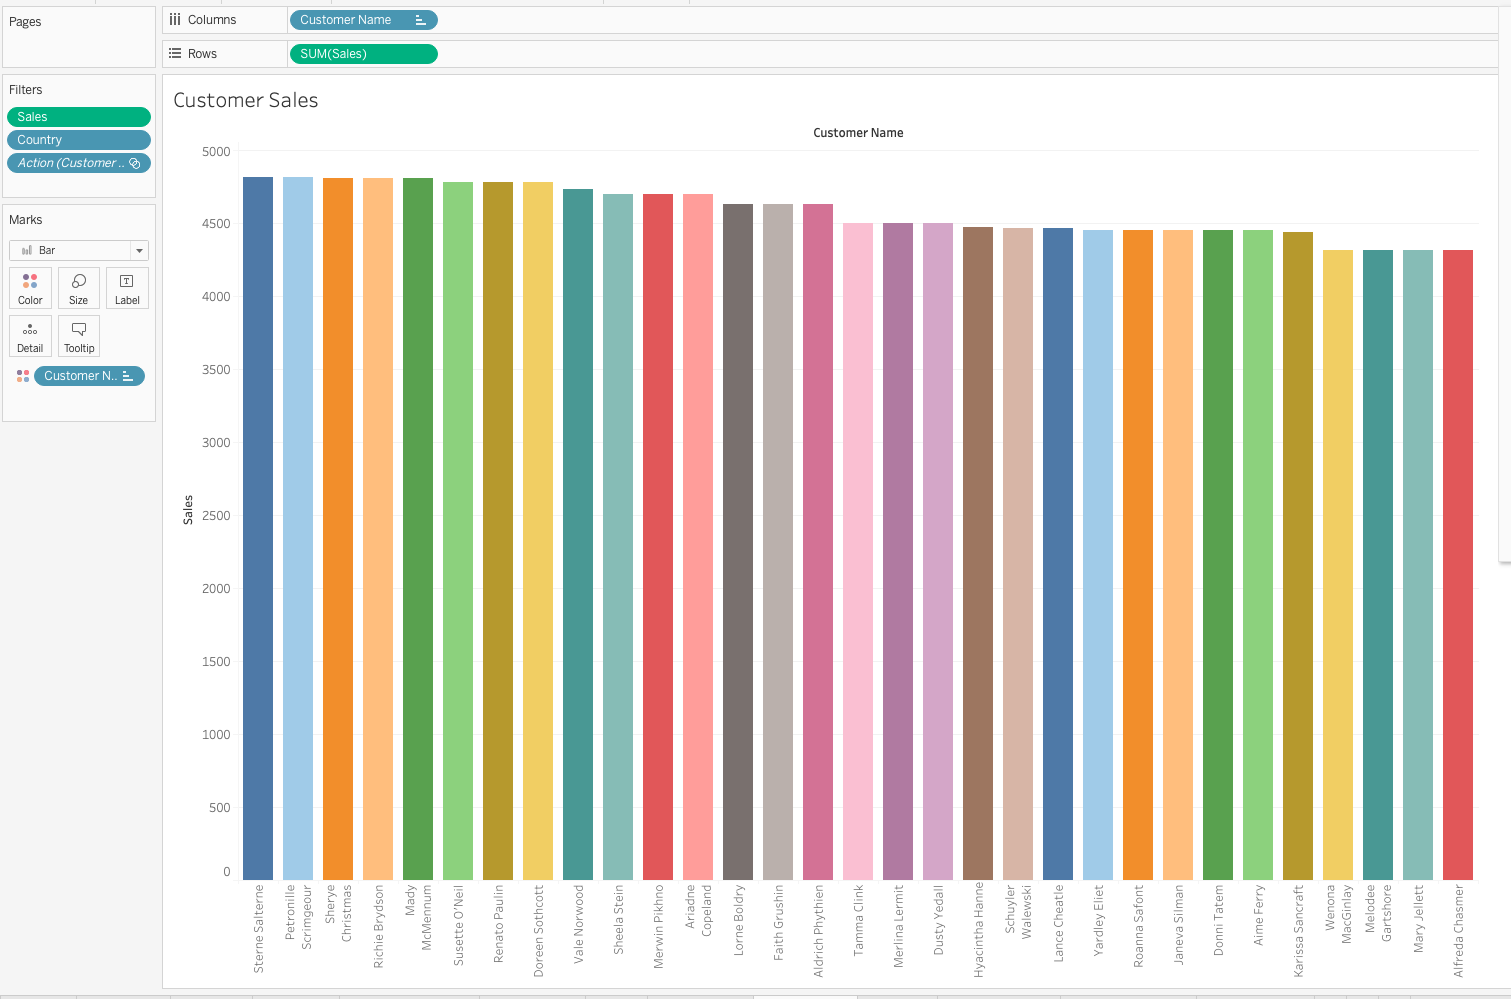 Pages
Columns
Customer Name
Rows
SUM(Sales)
Filters
Sales
Country
Action (Customer ..
Marks
Bar
Color
Size
Label
Detail
Tooltip
Customer N..
Customer Sales
Customer Name
Sales
5000
4500
4000
3500
3000
2500
2000
1500
1000
500
0
Sterne Salterne
Petronille
Scrimgeour
Sherye
Christmas
Richie Brydson
Mady
McMennum
Susette O'Neil
Renato Paulin
Doreen Sothcott
Vale Norwood
Sheela Stein
Merwin Pikhno
Ariadne
Copeland
Lorne Boldry
Faith Grushin
Aldrich Phythien
Tamma Clink
Merlina Lermit
Dusty Yedall
Hyacintha Hanne
Schuyler
Walewski
Lance Cheatle
Yardley Eliet
Roanna Safont
Janeva Silman
Donni Tatem
Aime Ferry
Karissa Sancraft
Wenona
MacGinlay
Melodee
Gartshore
Mary Jellett
Alfreda Chasmer